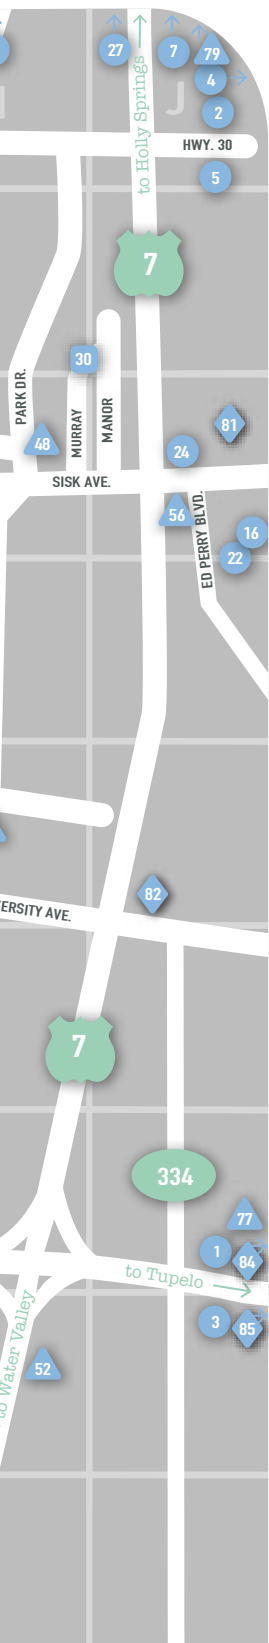 27
7
79
4
2
J
to Holly Springs
HWY. 30
5
7
30
PARK DR.
MURRAY
MANOR
81
24
48
SISK AVE.
56
ED PERRY BLVD.
16
22
82
ERSITY AVE.
7
334
77
1
84
to Tupelo
3
85
to Water Valley
52